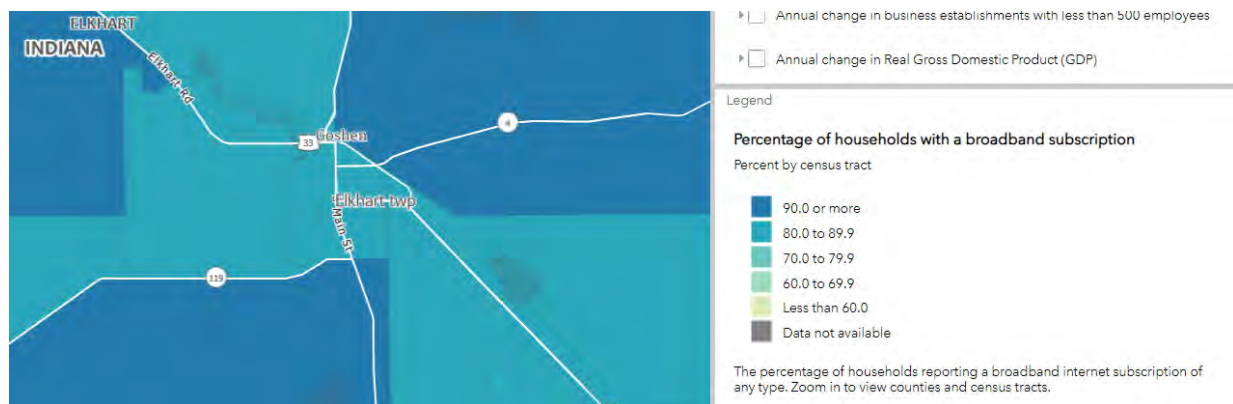 ELKHART
INDIANA
Elkhart Rd
33
Goshen
4
Elkhart twp
Main St
119
Annual change in business establishments with less than 500 employees
Annual change in Real Gross Domestic Product (GDP)
Legend
Percentage of households with a broadband subscription
Percent by census tract
90.0 or more
80.0 to 89.9
70.0 to 79.9
60.0 to 69.9
Less than 60.0
Data not available
The percentage of households reporting a broadband internet subscription of
any type. Zoom in to view counties and census tracts.